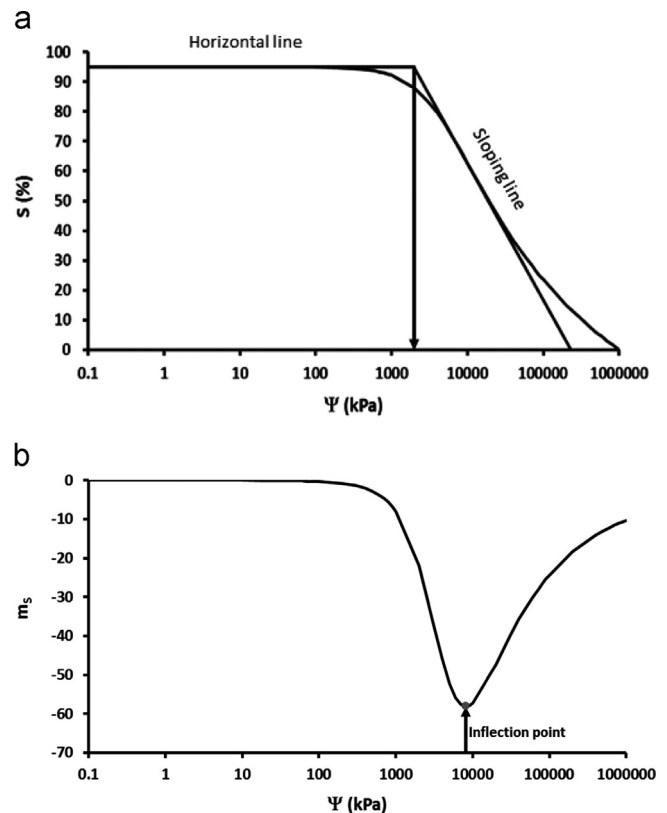 a
Horizontal line
100
90
80
70
60
50
40
30
20
10
0
S (%)
Sloping line
0.1 1 10 100 1000 10000 100000 1000000
Ψ (kPa)
b
0
-10
-20
-30
-40
-50
-60
-70
mS
Inflection point
0.1 1 10 100 1000 10000 100000 1000000
Ψ (kPa)